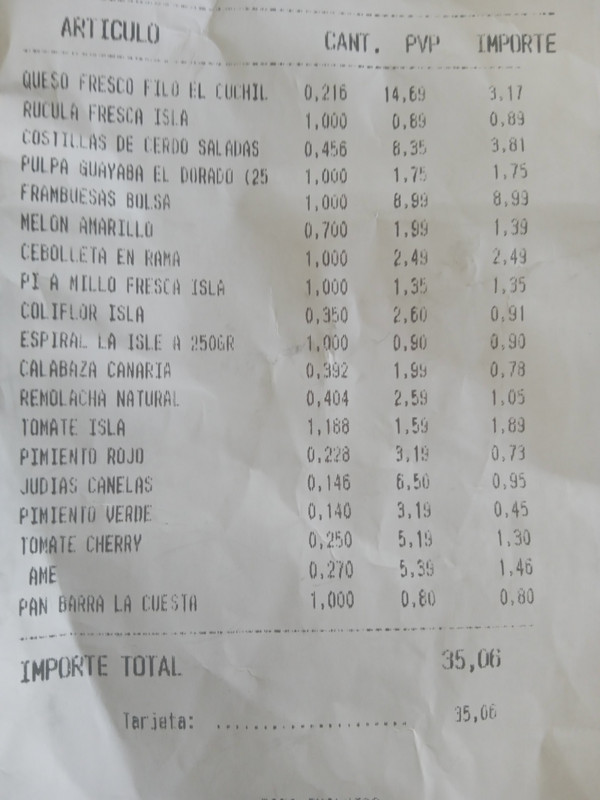 ARTICULO CANT. PVP IMPORTE
QUESO FRESCO FILO EL CUCHIL 0,216 14,69 3,17
RUCULA FRESCA ISLA 1,000 0,89 0,89
COSTILLAS DE CERDO SALADAS 0,456 8,35 3,81
PULPA GUAYABA EL DORADO (25 1,000 1,75 1,75
FRAMBUESAS BOLSA 1,000 8,99 8,99
MELON AMARILLO 0,700 1,99 1,39
CEBOLLETA EN RAMA 1,000 2,49 2,49
PI A MILLO FRESCA ISLA 1,000 1,35 1,35
COLIFLOR ISLA 0,350 2,60 0,91
ESPIRAL LA ISLE A 250GR 1,000 0,90 0,90
CALABAZA CANARIA 0,392 1,99 0,78
REMOLACHA NATURAL 0,404 2,59 1,05
TOMATE ISLA 1,188 1,59 1,89
PIMIENTO ROJO 0,228 3,19 0,73
JUDIAS CANELAS 0,146 6,50 0,95
PIMIENTO VERDE 0,140 3,19 0,45
TOMATE CHERRY 0,250 5,19 1,30
AME 0,270 5,39 1,46
PAN BARRA LA CUESTA 1,000 0,80 0,80
IMPORTE TOTAL 35,06
Tarjeta: .................... 35,06